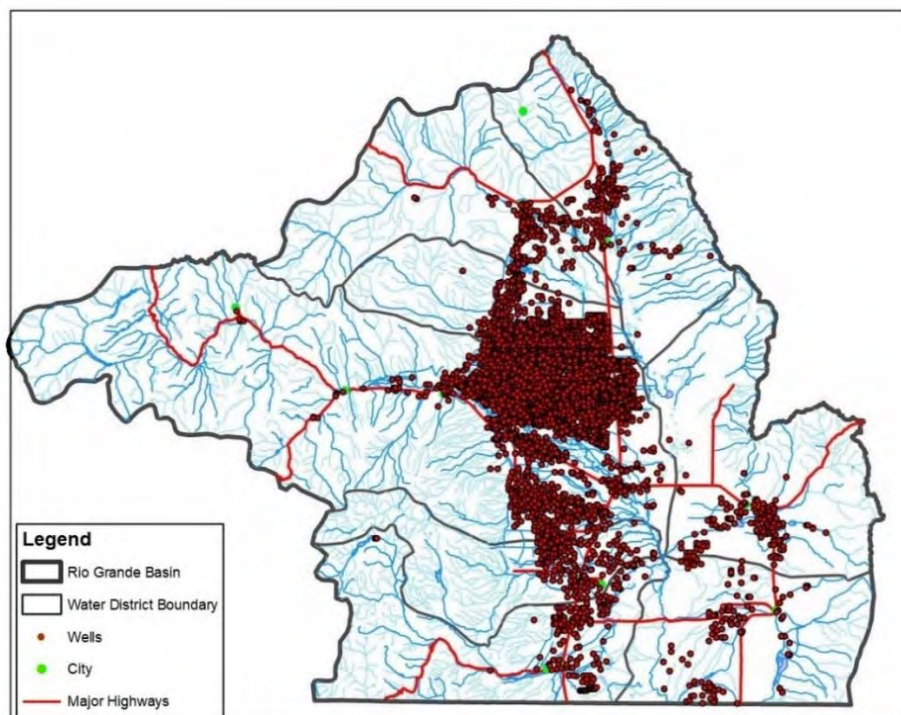 Legend
Rio Grande Basin
Water District Boundary
Wells
City
Major Highways